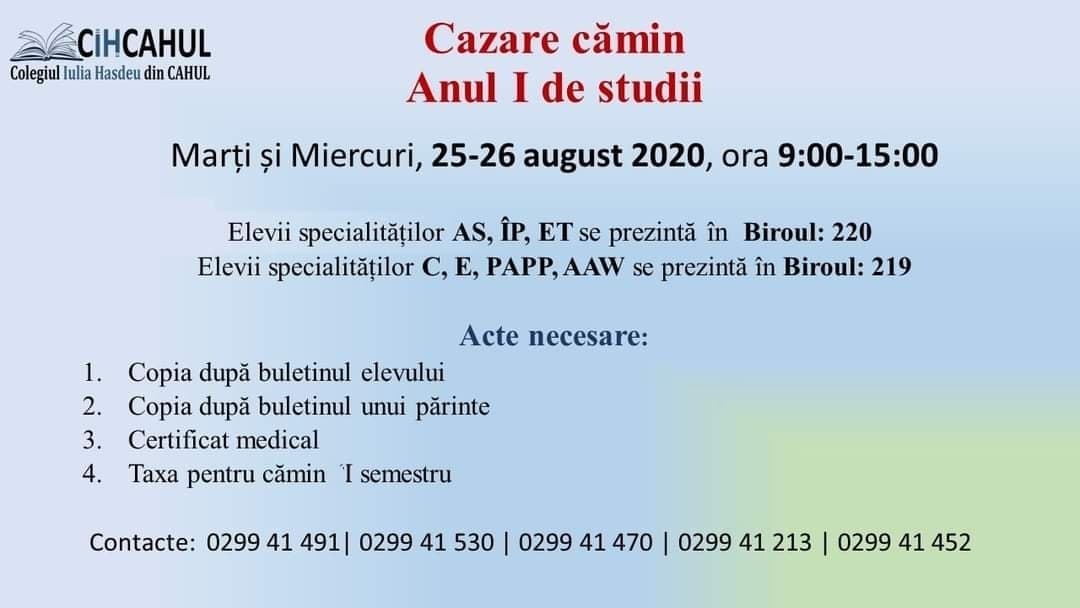 CIHCAHUL
Colegiul Iulia Hasdeu din CAHUL
Cazare cămin
Anul I de studii
Marți și Miercuri, 25-26 august 2020, ora 9:00-15:00
Elevii specialităților AS, ÎP, ET se prezintă în Biroul: 220
Elevii specialităților C, E, PAPP, AAW se prezintă în Biroul: 219
Acte necesare:
1. Copia după buletinul elevului
2. Copia după buletinul unui părinte
3. Certificat medical
4. Taxa pentru cămin I semestru
Contacte: 0299 41 491| 0299 41 530 | 0299 41 470 | 0299 41 213 | 0299 41 452